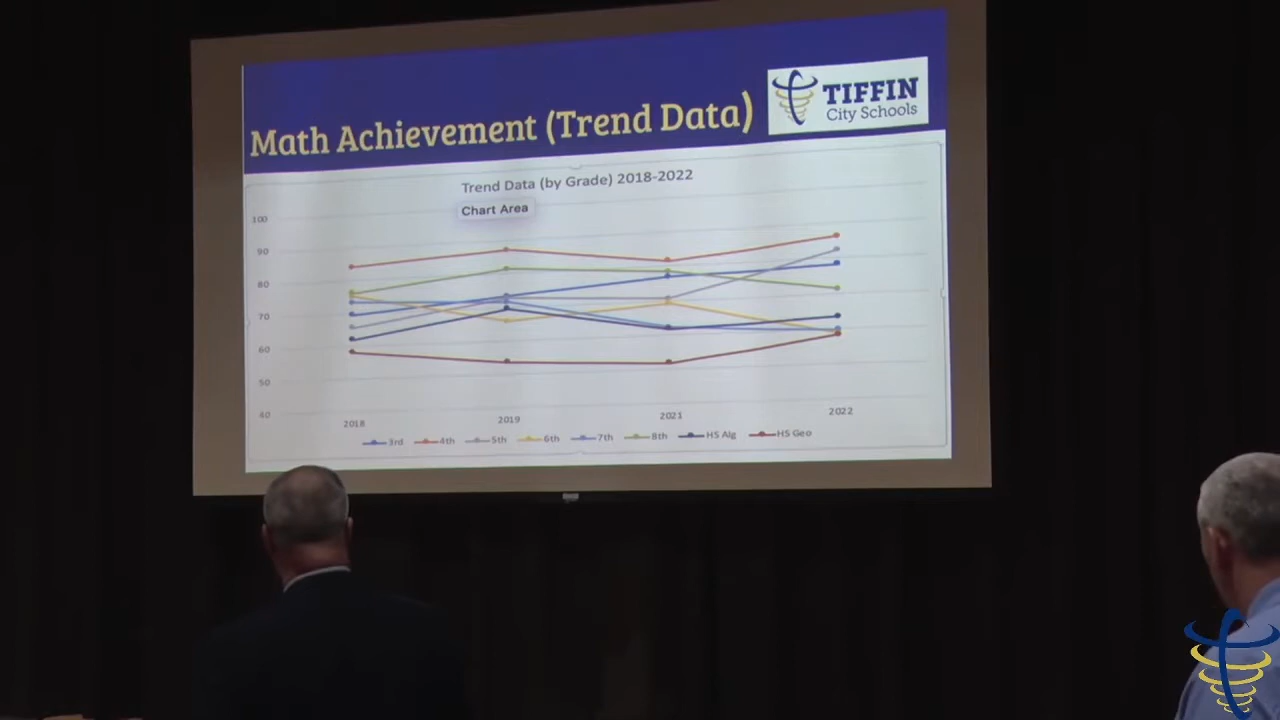 Math Achievement (Trend Data)
TIFFIN
City Schools
Trend Data (by Grade) 2018-2022
Chart Area
100
90
80
70
60
50
40
2018 2019 2021 2022
3rd 4th 5th 6th 7th 8th HS Alg HS Geo